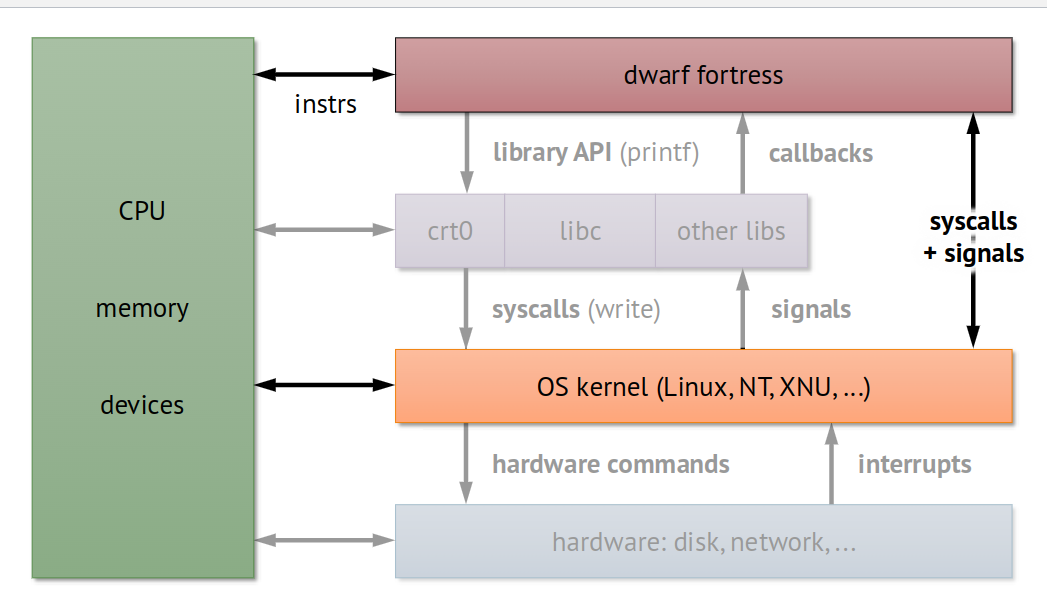 dwarf fortress
instrs
library API (printf)
callbacks
CPU
crt0
libc
other libs
syscalls
+ signals
memory
syscalls (write)
signals
devices
OS kernel (Linux, NT, XNU, ...)
hardware commands
interrupts
hardware: disk, network, ...